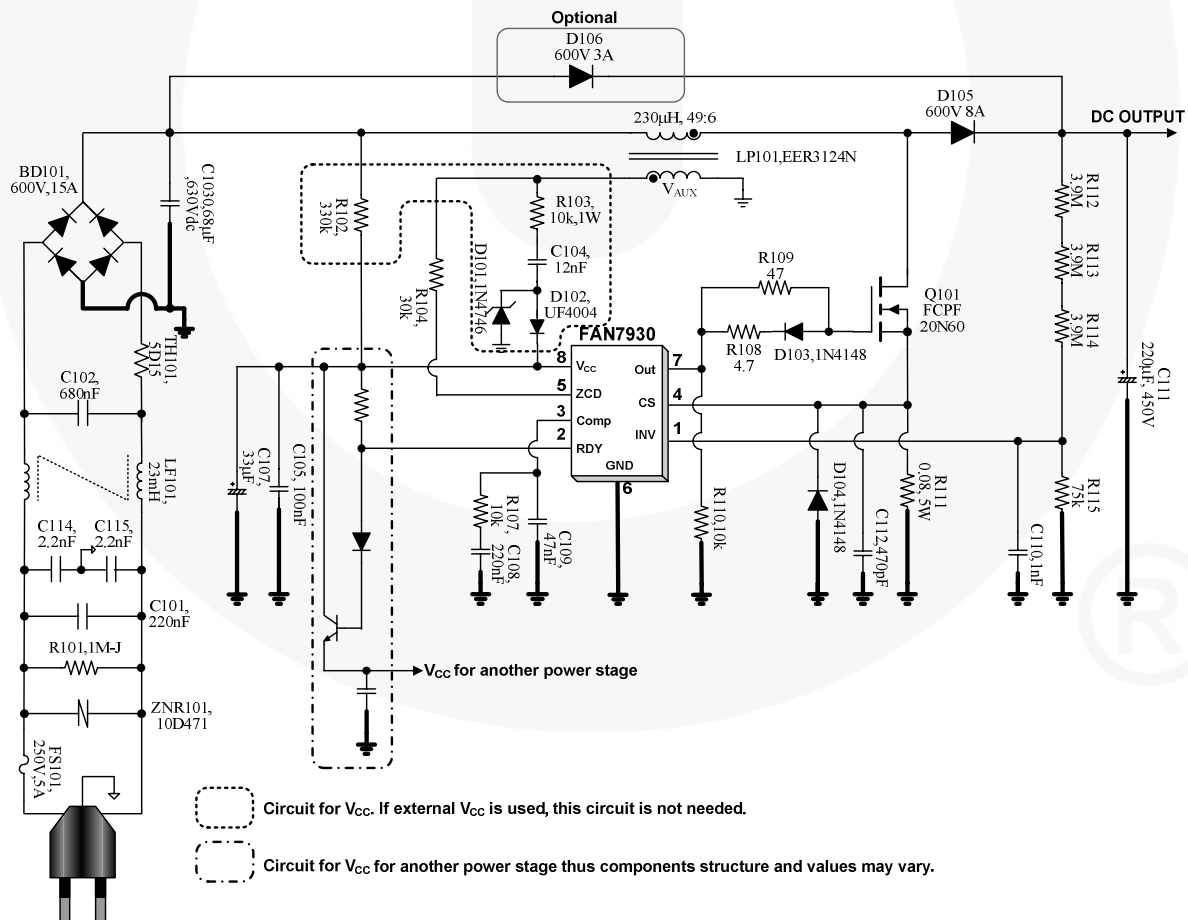 Optional
D106
600V 3A
D105
600V 8A
DC OUTPUT
230μH, 49:6
LP101,EER3124N
VAUX
BD101,
600V,15A
C1030,68μF
,630Vdc
R102,
330k
R103,
10k,1W
C104,
12nF
D102,
UF4004
D101,1N4746
R104,
30k
R112
3.9M
R113
3.9M
R114
3.9M
R109
47
R108
4.7
D103,1N4148
Q101
FCPF
20N60
FAN7930
8
VCC
5
ZCD
3
Comp
2
RDY
7
Out
4
CS
1
INV
GND
6
TH101,
5D15
C102,
680nF
LF101,
23mH
C114,
2.2nF
C115,
2.2nF
C101,
220nF
R101,1M-J
ZNR101,
10D471
FS101,
250V,5A
C107,
33μF
C105, 100nF
R107,
10k
C108,
220nF
C109,
47nF
R110,10k
D104,1N4148
C112,470pF
R111
0.08, 5W
C110,1nF
R115
75k
C111
220μF, 450V
VCC for another power stage
Circuit for VCC. If external VCC is used, this circuit is not needed.
Circuit for VCC for another power stage thus components structure and values may vary.
®